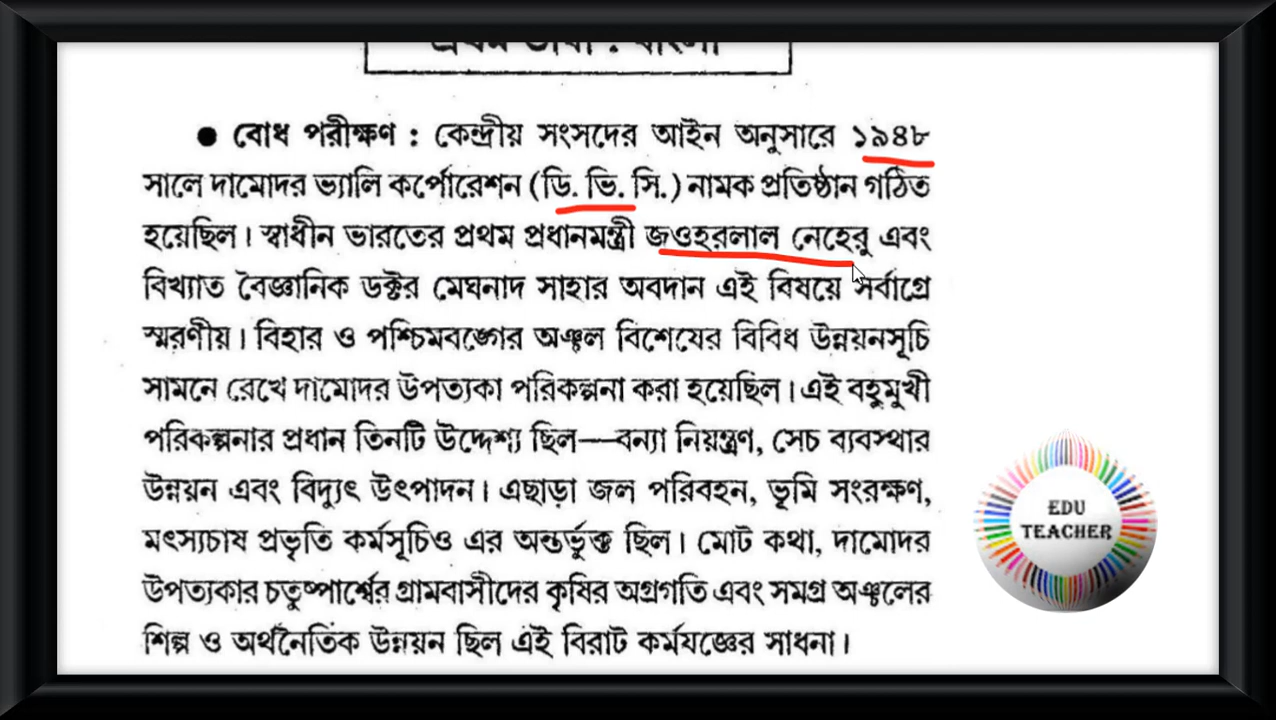 প্রথম ভাষা : বাংলা
● বোধ পরীক্ষণ : কেন্দ্রীয় সংসদের আইন অনুসারে ১৯৪৮
সালে দামোদর ভ্যালি কর্পোরেশন (ডি. ভি. সি.) নামক প্রতিষ্ঠান গঠিত
হয়েছিল। স্বাধীন ভারতের প্রথম প্রধানমন্ত্রী জওহরলাল নেহেরু এবং
বিখ্যাত বৈজ্ঞানিক ডক্টর মেঘনাদ সাহার অবদান এই বিষয়ে সর্বাগ্রে
স্মরণীয়। বিহার ও পশ্চিমবঙ্গের অঞ্চল বিশেষের বিবিধ উন্নয়নসূচি
সামনে রেখে দামোদর উপত্যকা পরিকল্পনা করা হয়েছিল। এই বহুমুখী
পরিকল্পনার প্রধান তিনটি উদ্দেশ্য ছিল—বন্যা নিয়ন্ত্রণ, সেচ ব্যবস্থার
উন্নয়ন এবং বিদ্যুৎ উৎপাদন। এছাড়া জল পরিবহন, ভূমি সংরক্ষণ,
মৎস্যচাষ প্রভৃতি কর্মসূচিও এর অন্তর্ভুক্ত ছিল। মোট কথা, দামোদর
উপত্যকার চতুষ্পার্শ্বের গ্রামবাসীদের কৃষির অগ্রগতি এবং সমগ্র অঞ্চলের
শিল্প ও অর্থনৈতিক উন্নয়ন ছিল এই বিরাট কর্মযজ্ঞের সাধনা।
EDU
TEACHER